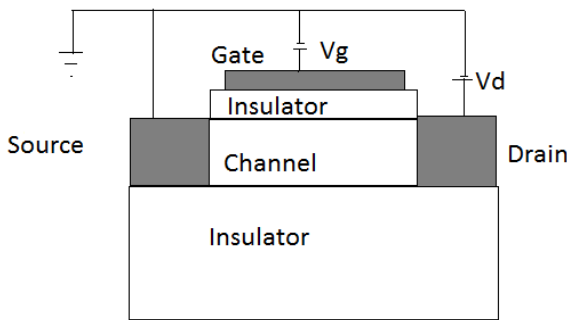 Gate
Vg
Insulator
Vd
Source
Channel
Drain
Insulator